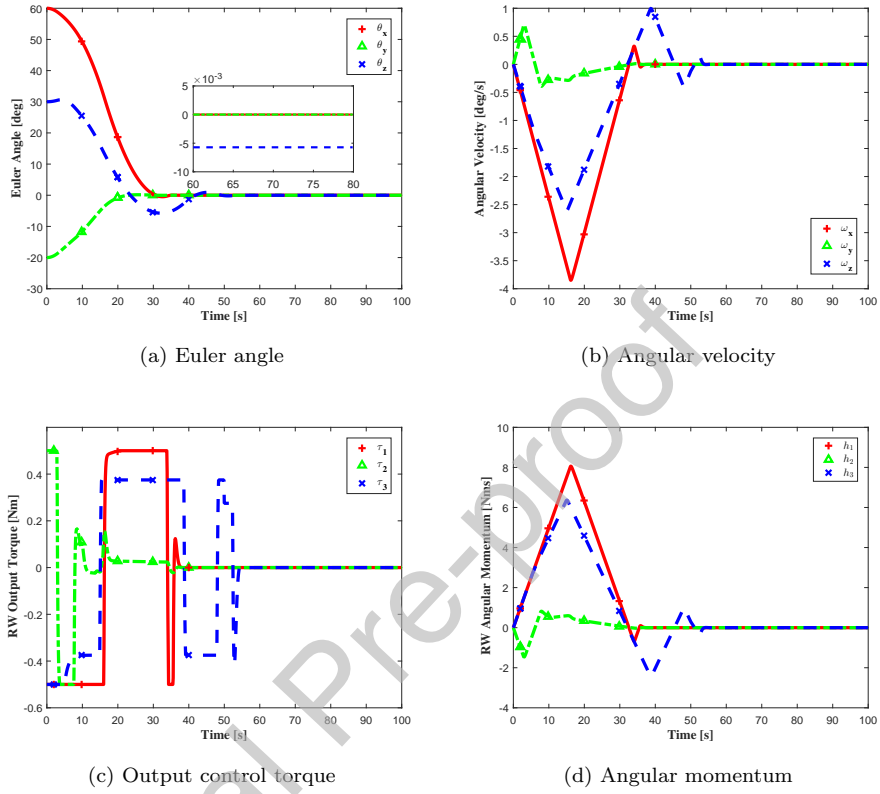 60
50
40
30
20
10
0
-10
-20
-30
Euler Angle [deg]
θx
θy
θz
×10^-3
5
0
-5
-10
60 65 70 75 80
0 10 20 30 40 50 60 70 80 90 100
Time [s]
(a) Euler angle
1
0.5
0
-0.5
-1
-1.5
-2
-2.5
-3
-3.5
-4
Angular Velocity [deg/s]
ωx
ωy
ωz
0 10 20 30 40 50 60 70 80 90 100
Time [s]
(b) Angular velocity
0.4
0.2
0
-0.2
-0.4
-0.6
RW Output Torque [Nm]
τ1
τ2
τ3
0 10 20 30 40 50 60 70 80 90 100
Time [s]
(c) Output control torque
10
8
6
4
2
0
-2
-4
RW Angular Momentum [Nms]
h1
h2
h3
0 10 20 30 40 50 60 70 80 90 100
Time [s]
(d) Angular momentum
al Pre-proof